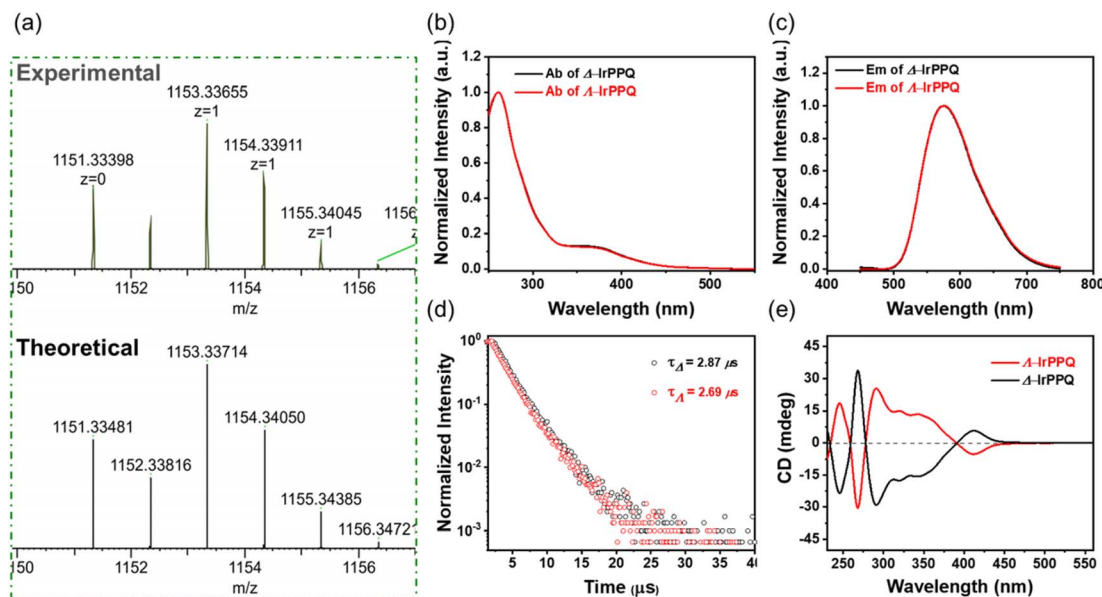 (a)
Experimental
1153.33655
z=1
1151.33398
z=0
1154.33911
z=1
1155.34045
z=1
1156
z
150 1152 1154 1156
m/z
Theoretical
1153.33714
1151.33481
1152.33816
1154.34050
1155.34385
1156.3472
150 1152 1154 1156
m/z
(b)
Normalized Intensity (a.u.)
1.2
1.0
0.8
0.6
0.4
0.2
0.0
Ab of Δ-IrPPQ
Ab of Λ-IrPPQ
300 400 500
Wavelength (nm)
(c)
Normalized Intensity (a.u.)
1.2
1.0
0.8
0.6
0.4
0.2
0.0
Em of Δ-IrPPQ
Em of Λ-IrPPQ
400 500 600 700 800
Wavelength (nm)
(d)
Normalized Intensity
10⁰
10⁻¹
10⁻²
10⁻³
τΔ = 2.87 μs
τΛ = 2.69 μs
5 10 15 20 25 30 35 40
Time (μs)
(e)
CD (mdeg)
45
30
15
0
-15
-30
-45
Λ-IrPPQ
Δ-IrPPQ
250 300 350 400 450 500 550
Wavelength (nm)